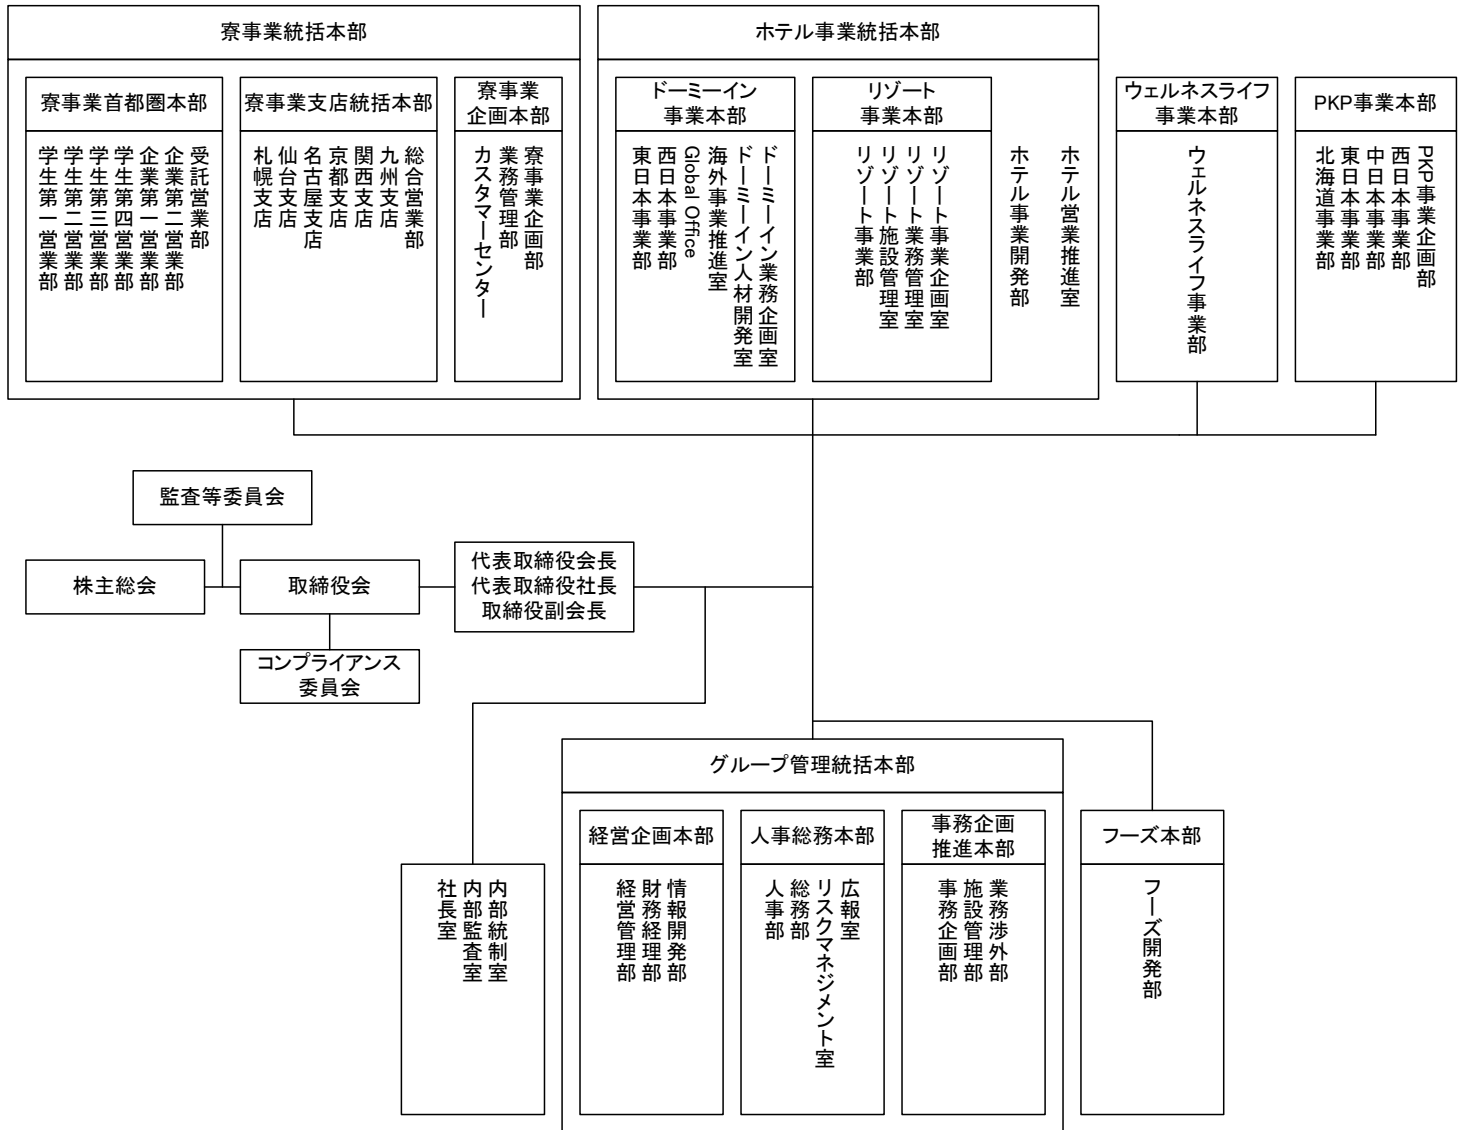 寮事業統括本部
寮事業首都圏本部
受託営業部
企業第二営業部
企業第一営業部
学生第四営業部
学生第三営業部
学生第二営業部
学生第一営業部
寮事業支店統括本部
総合営業部
九州支店
関西支店
京都支店
名古屋支店
仙台支店
札幌支店
寮事業
企画本部
寮事業企画部
業務管理部
カスタマーセンター
ホテル事業統括本部
ドーミーイン
事業本部
ドーミーイン業務企画室
ドーミーイン人材開発室
海外事業推進室
Global Office
西日本事業部
東日本事業部
リゾート
事業本部
リゾート事業企画室
リゾート業務管理室
リゾート施設管理室
リゾート事業部
ホテル営業推進室
ホテル事業開発部
ウェルネスライフ
事業本部
ウェルネスライフ事業部
PKP事業本部
PKP事業企画部
西日本事業部
中日本事業部
東日本事業部
北海道事業部
監査等委員会
株主総会
取締役会
代表取締役会長
代表取締役社長
取締役副会長
コンプライアンス
委員会
内部統制室
内部監査室
社長室
グループ管理統括本部
経営企画本部
情報開発部
財務経理部
経営管理部
人事総務本部
広報室
リスクマネジメント室
総務部
人事部
事務企画
推進本部
業務渉外部
施設管理部
事務企画部
フーズ本部
フーズ開発部